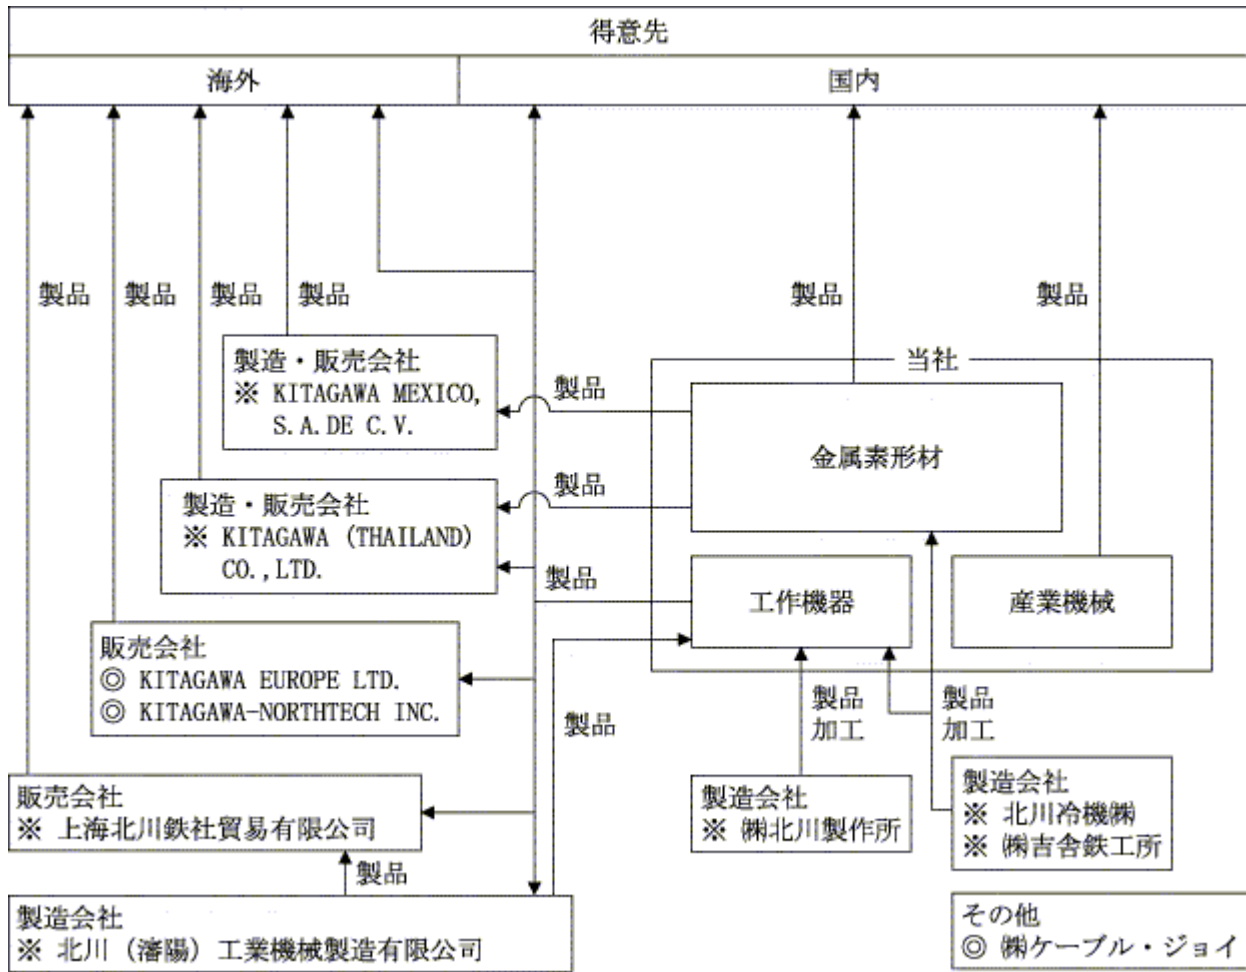 得意先
海外
国内
製品
製品
製品
製品
製品
製品
製造・販売会社
※ KITAGAWA MEXICO,
S.A.DE C.V.
製品
当社
金属素形材
製造・販売会社
※ KITAGAWA (THAILAND)
CO.,LTD.
製品
製品
工作機器
産業機械
販売会社
◎ KITAGAWA EUROPE LTD.
◎ KITAGAWA-NORTHTECH INC.
製品
製品
加工
製品
加工
販売会社
※ 上海北川鉄社貿易有限公司
製造会社
※ ㈱北川製作所
製造会社
※ 北川冷機㈱
※ ㈱吉舎鉄工所
製品
製造会社
※ 北川（瀋陽）工業機械製造有限公司
その他
◎ ㈱ケーブル・ジョイ